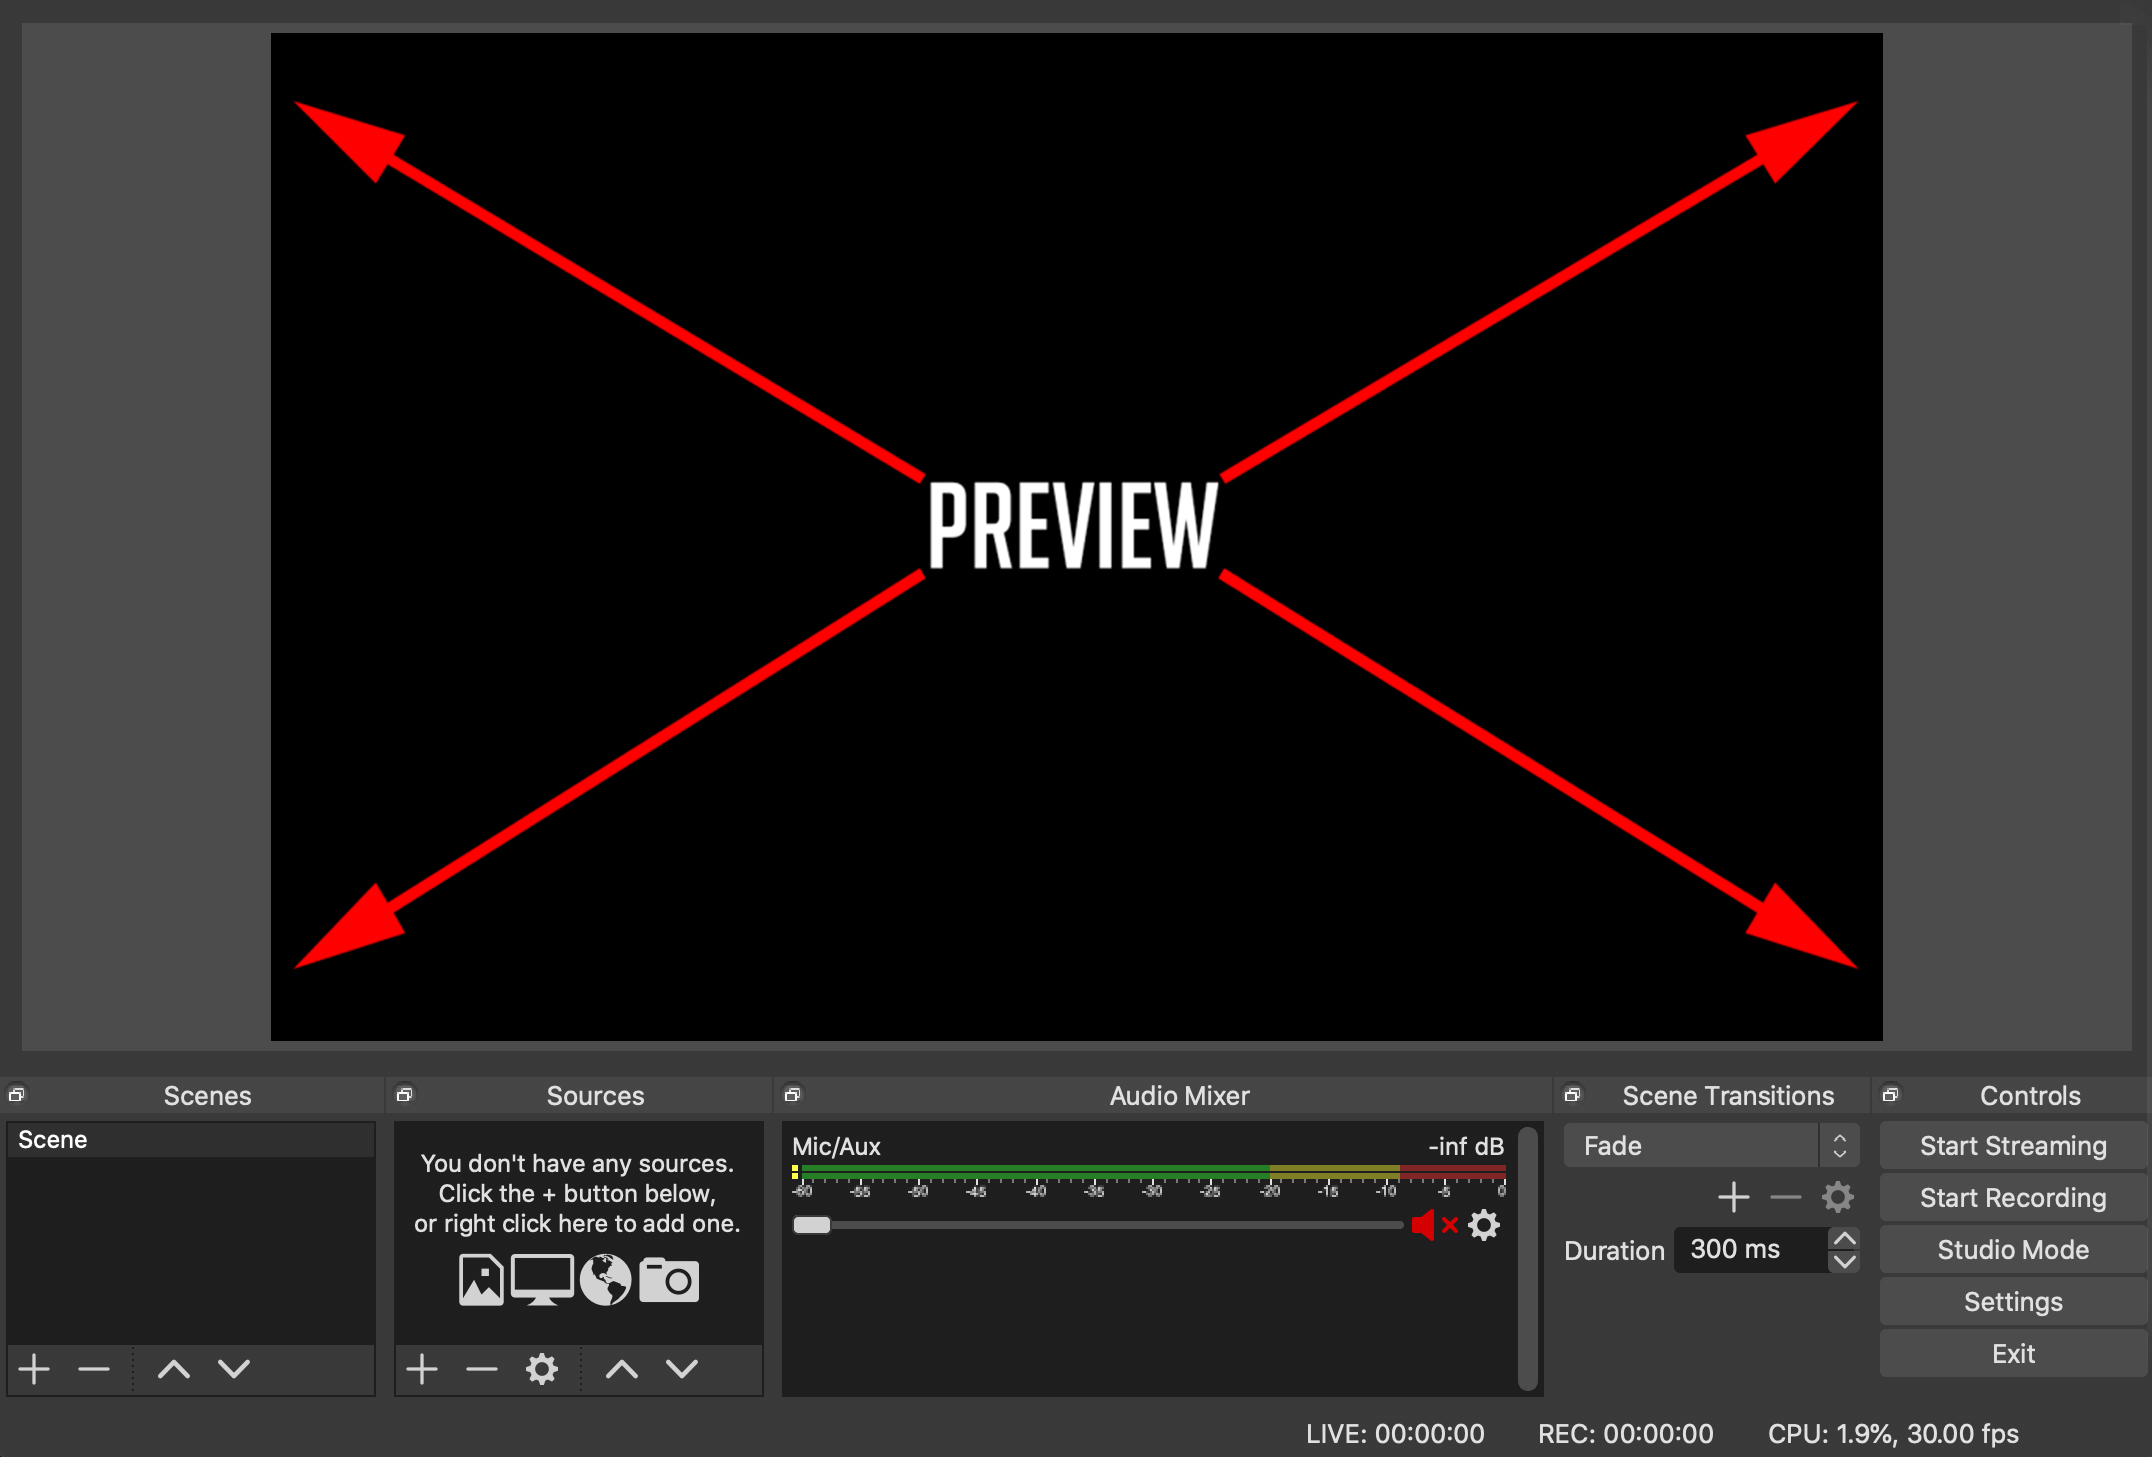 PREVIEW
Scenes
Sources
Audio Mixer
Scene Transitions
Controls
Scene
You don't have any sources.
Click the + button below,
or right click here to add one.
Mic/Aux
-inf dB
-60 -55 -50 -45 -40 -35 -30 -25 -20 -15 -10 -5 0
Fade
Duration 300 ms
Start Streaming
Start Recording
Studio Mode
Settings
Exit
LIVE: 00:00:00 REC: 00:00:00 CPU: 1.9%, 30.00 fps